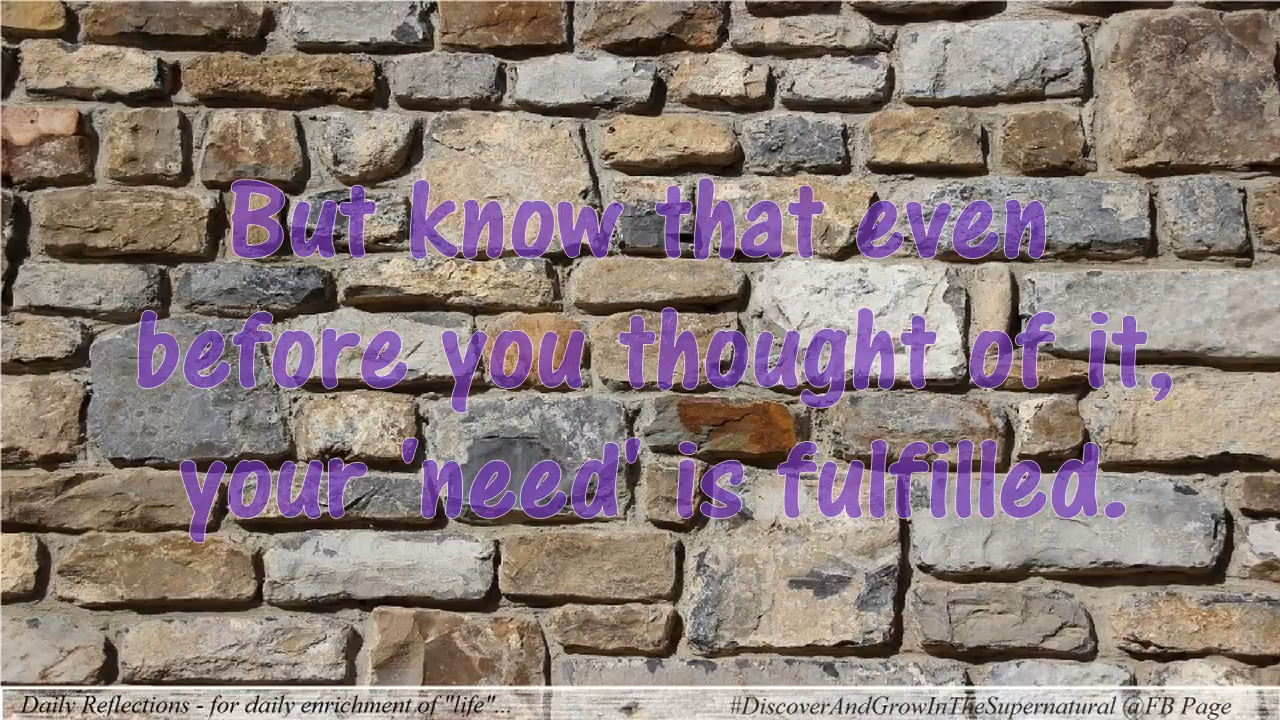 But know that even
before you thought of it,
your 'need' is fulfilled.
Daily Reflections - for daily enrichment of "life"...
#DiscoverAndGrowInTheSupernatural @FB Page